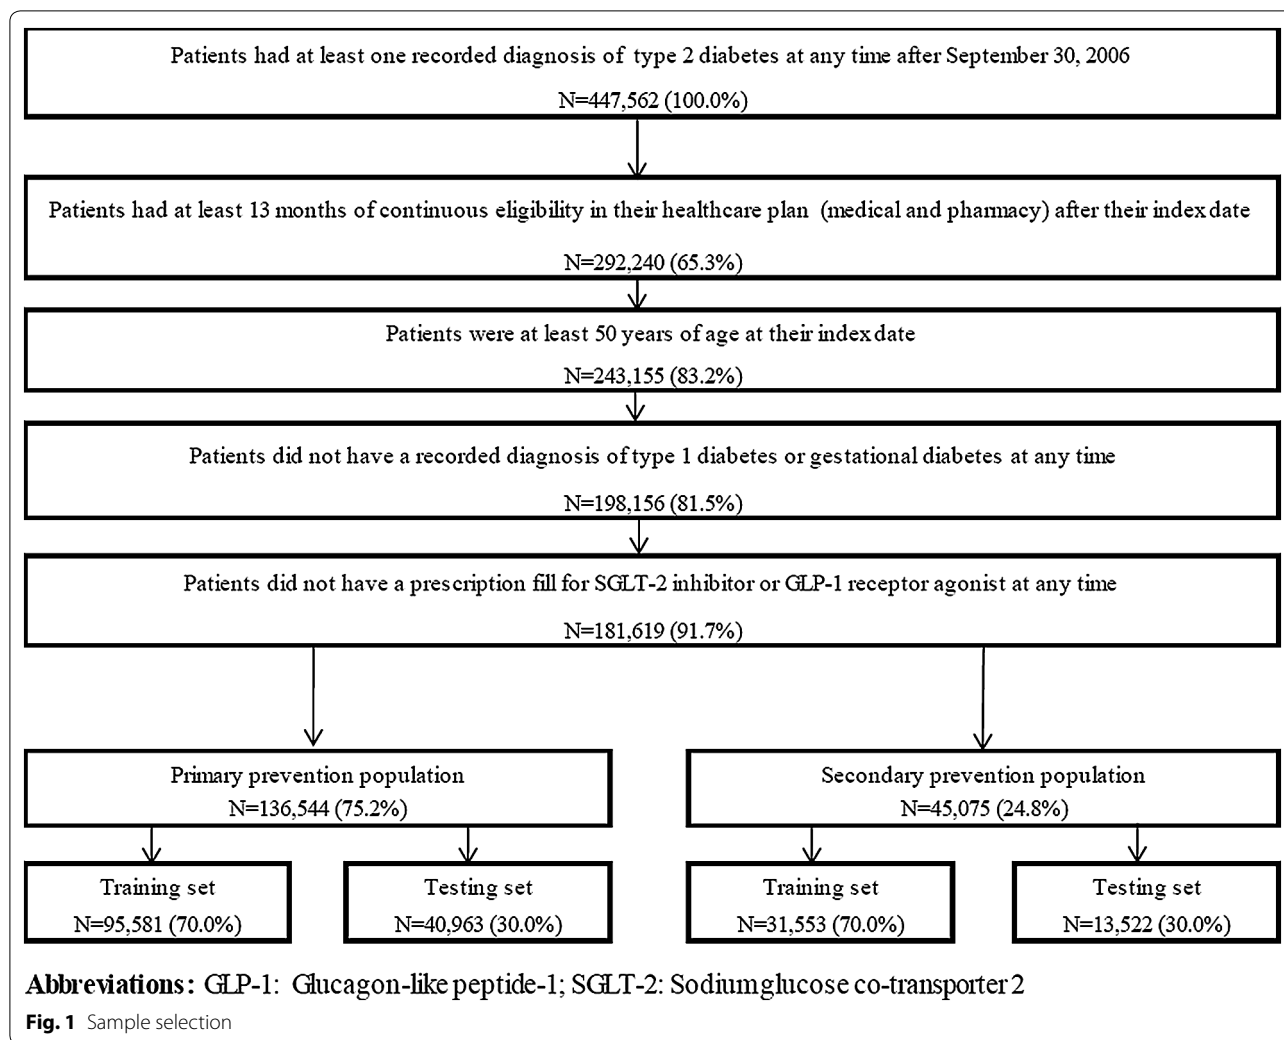 Patients had at least one recorded diagnosis of type 2 diabetes at any time after September 30, 2006
N=447,562 (100.0%)
Patients had at least 13 months of continuous eligibility in their healthcare plan (medical and pharmacy) after their index date
N=292,240 (65.3%)
Patients were at least 50 years of age at their index date
N=243,155 (83.2%)
Patients did not have a recorded diagnosis of type 1 diabetes or gestational diabetes at any time
N=198,156 (81.5%)
Patients did not have a prescription fill for SGLT-2 inhibitor or GLP-1 receptor agonist at any time
N=181,619 (91.7%)
Primary prevention population
N=136,544 (75.2%)
Secondary prevention population
N=45,075 (24.8%)
Training set
N=95,581 (70.0%)
Testing set
N=40,963 (30.0%)
Training set
N=31,553 (70.0%)
Testing set
N=13,522 (30.0%)
Abbreviations: GLP-1: Glucagon-like peptide-1; SGLT-2: Sodium glucose co-transporter 2
Fig. 1 Sample selection